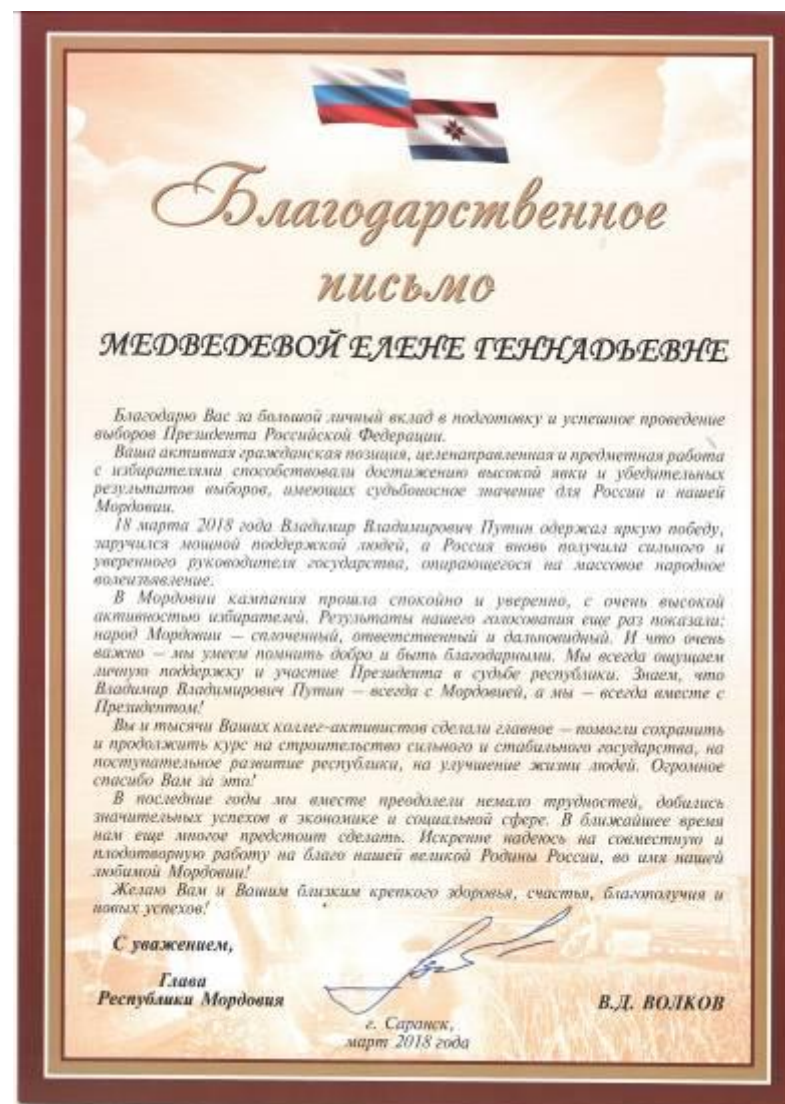 Благодарственное
письмо
МЕДВЕДЕВОЙ ЕЛЕНЕ ГЕННАДЬЕВНЕ
Благодарю Вас за большой личный вклад в подготовку и успешное проведение
выборов Президента Российской Федерации.
Ваша активная гражданская позиция, целенаправленная и предметная работа
с избирателями способствовали достижению высокой явки и убедительных
результатов выборов, имеющих судьбоносное значение для России и нашей
Мордовии.
18 марта 2018 года Владимир Владимирович Путин одержал яркую победу,
заручился мощной поддержкой людей, а Россия вновь получила сильного и
уверенного руководителя государства, опирающегося на массовое народное
волеизъявление.
В Мордовии кампания прошла спокойно и уверенно, с очень высокой
активностью избирателей. Результаты нашего голосования еще раз показали:
народ Мордовии – сплоченный, ответственный и дальновидный. И что очень
важно – мы умеем помнить добро и быть благодарными. Мы всегда ощущаем
личную поддержку и участие Президента в судьбе республики. Знаем, что
Владимир Владимирович Путин – всегда с Мордовией, а мы – всегда вместе с
Президентом!
Вы и тысячи Ваших коллег-активистов сделали главное – помогли сохранить
и продолжить курс на строительство сильного и стабильного государства, на
поступательное развитие республики, на улучшение жизни людей. Огромное
спасибо Вам за это!
В последние годы мы вместе преодолели немало трудностей, добились
значительных успехов в экономике и социальной сфере. В ближайшее время
нам еще многое предстоит сделать. Искренне надеюсь на совместную и
плодотворную работу на благо нашей великой Родины России, во имя нашей
любимой Мордовии!
Желаю Вам и Вашим близким крепкого здоровья, счастья, благополучия и
новых успехов!
С уважением,
Глава
Республики Мордовия
В.Д. ВОЛКОВ
г. Саранск,
март 2018 года